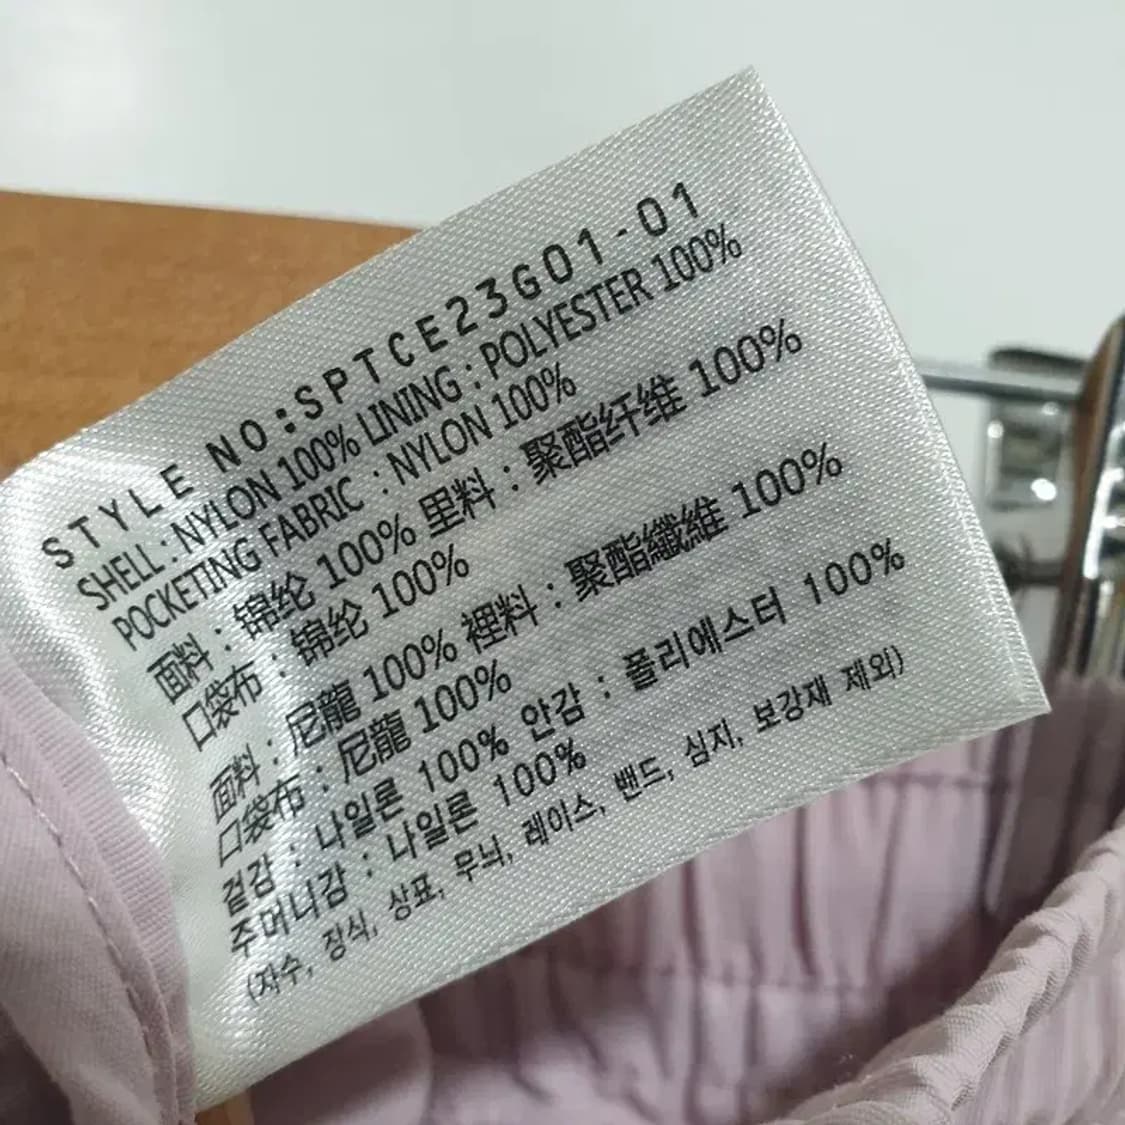 STYLE NO:SPTCE23G01-01
SHELL : NYLON 100% LINING : POLYESTER 100%
POCKETING FABRIC : NYLON 100%
面料 : 锦纶 100% 里料 : 聚酯纤维 100%
口袋布 : 锦纶 100%
面料 : 尼龍 100% 裡料 : 聚酯纖維 100%
口袋布 : 尼龍 100%
겉감 : 나일론 100% 안감 : 폴리에스터 100%
주머니감 : 나일론 100%
(자수, 장식, 상표, 무늬, 레이스, 밴드, 심지, 보강재 제외)